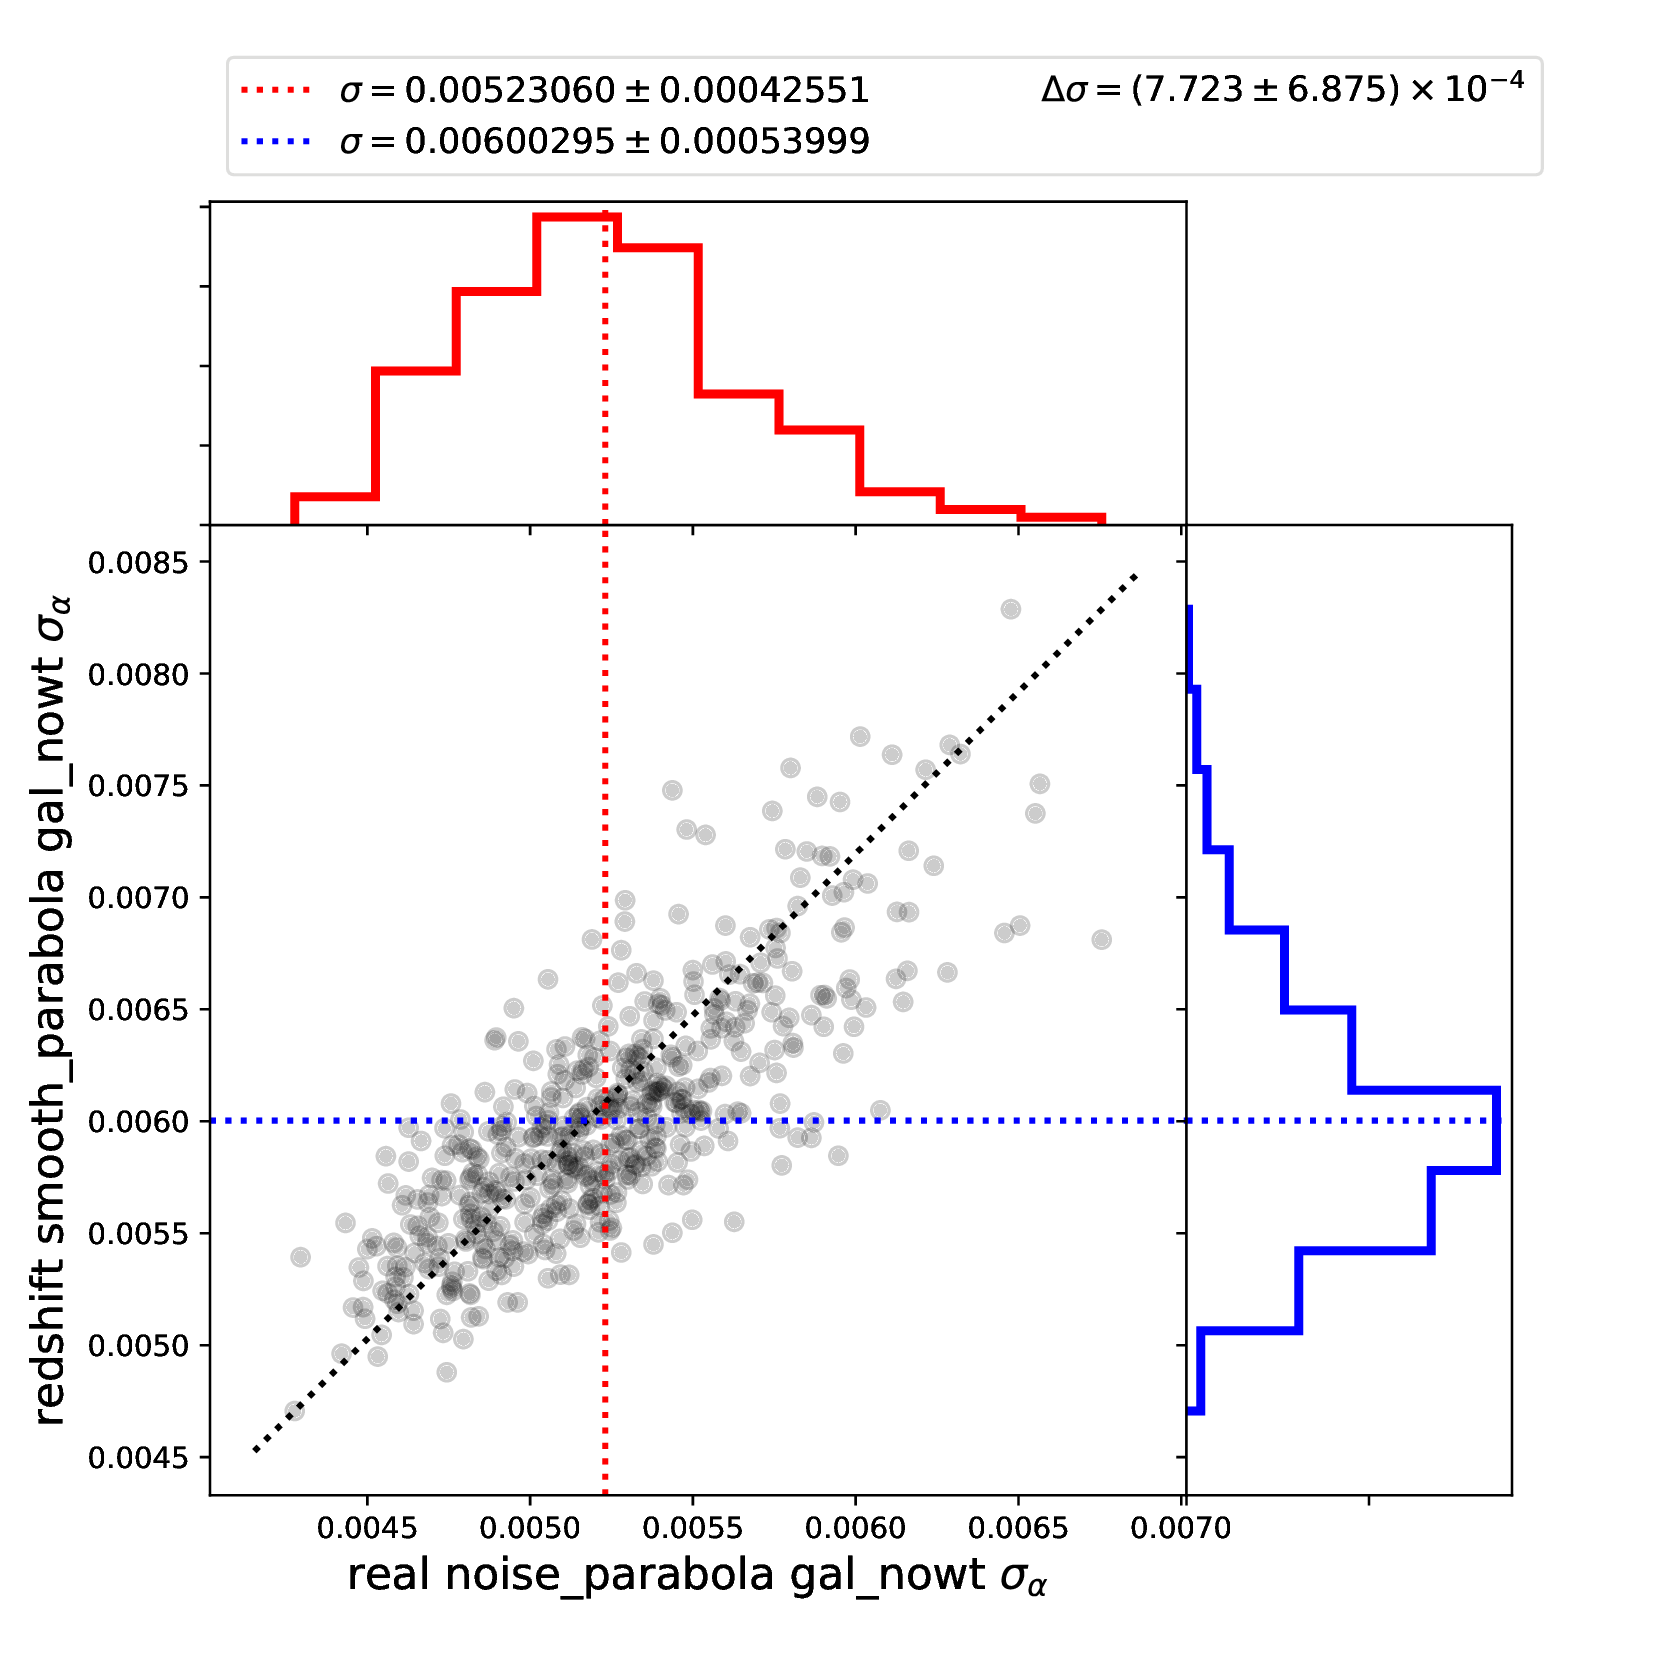 σ = 0.00523060 ± 0.00042551
σ = 0.00600295 ± 0.00053999
Δσ = (7.723 ± 6.875) × 10⁻⁴
redshift smooth_parabola gal_nowt σ_α
0.0085
0.0080
0.0075
0.0070
0.0065
0.0060
0.0055
0.0050
0.0045
0.0045 0.0050 0.0055 0.0060 0.0065 0.0070
real noise_parabola gal_nowt σ_α